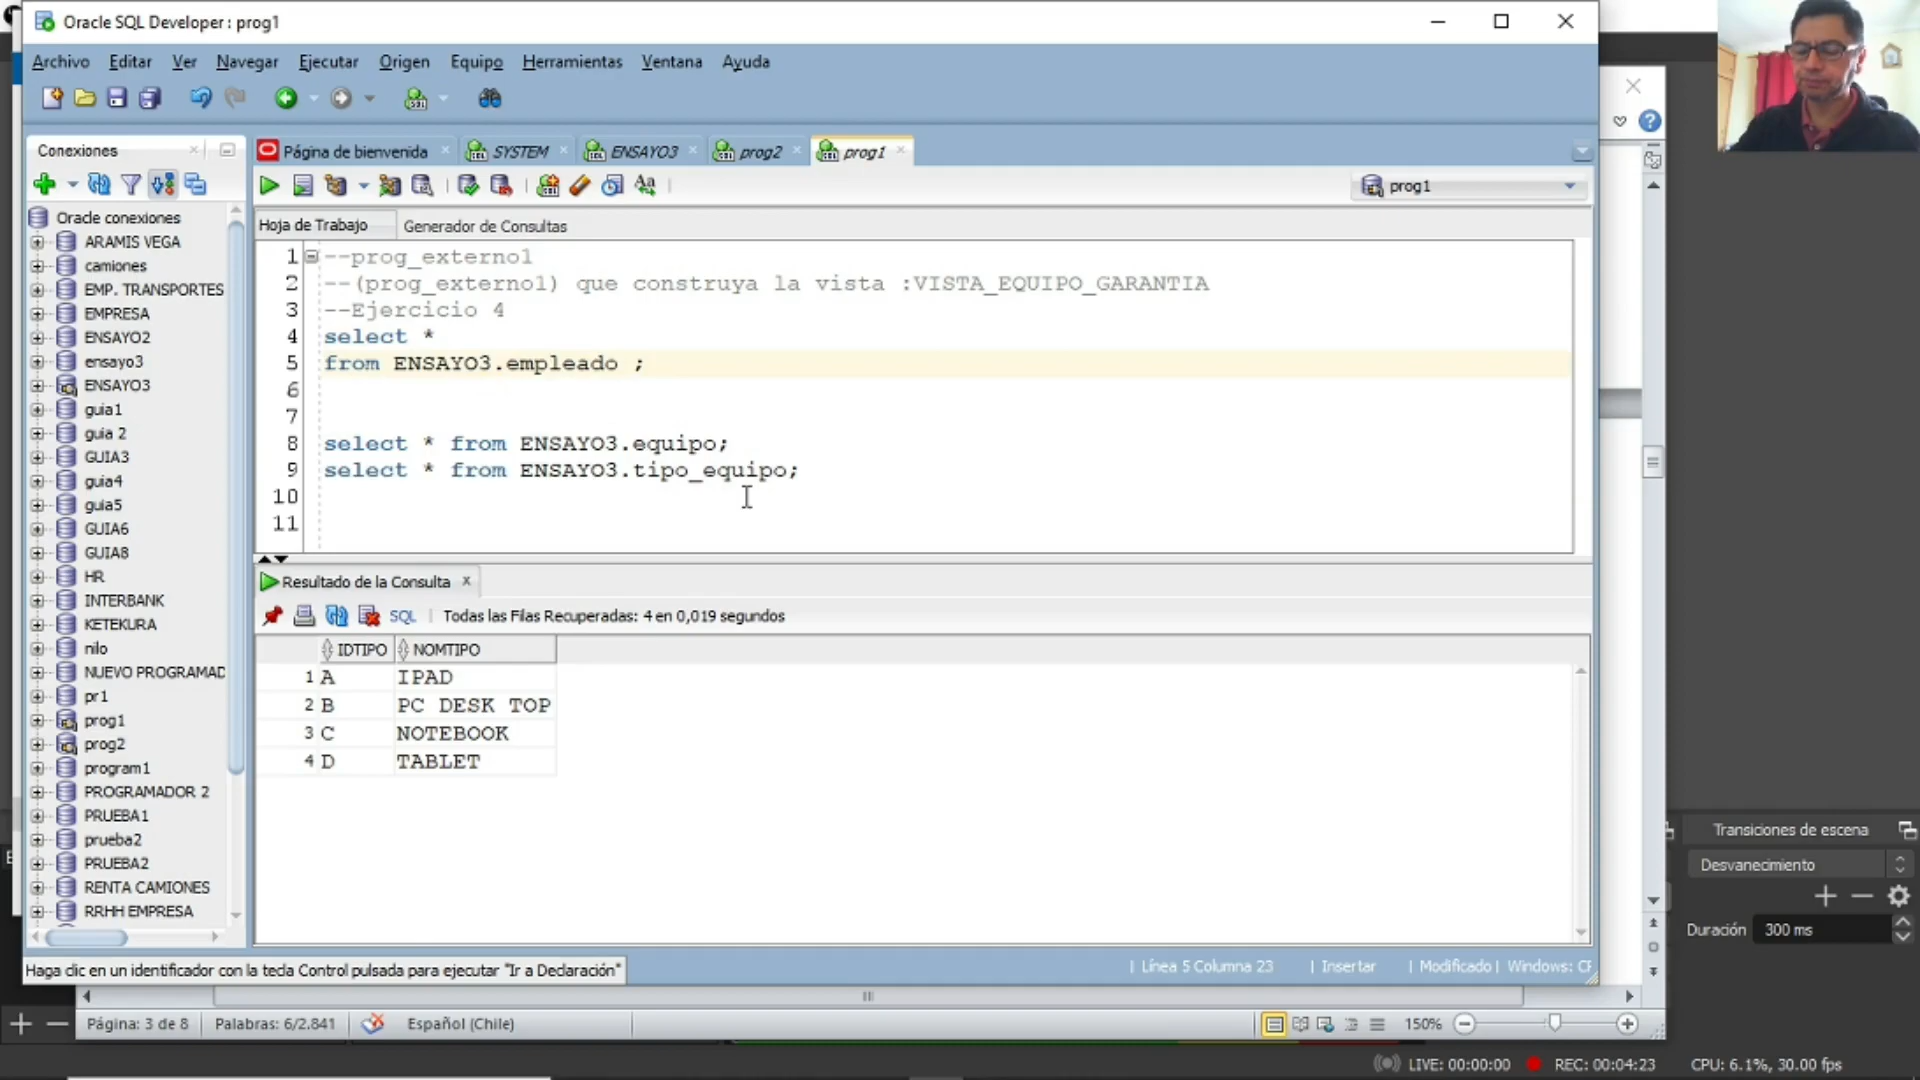 Oracle SQL Developer : prog1
Archivo Editar Ver Navegar Ejecutar Origen Equipo Herramientas Ventana Ayuda
Conexiones
Página de bienvenida SYSTEM ENSAYO3 prog2 prog1
prog1
Hoja de Trabajo Generador de Consultas
Oracle conexiones
ARAMIS VEGA
camiones
EMP. TRANSPORTES
EMPRESA
ENSAYO2
ensayo3
ENSAYO3
guia1
guia 2
GUIA3
guia4
guia5
GUIA6
GUIA8
HR
INTERBANK
KETEKURA
nilo
NUEVO PROGRAMAD
pr1
prog1
prog2
program1
PROGRAMADOR 2
PRUEBA1
prueba2
PRUEBA2
RENTA CAMIONES
RRHH EMPRESA
1 --prog_externo1
2 --(prog_externo1) que construya la vista :VISTA_EQUIPO_GARANTIA
3 --Ejercicio 4
4 select *
5 from ENSAYO3.empleado ;
6
7
8 select * from ENSAYO3.equipo;
9 select * from ENSAYO3.tipo_equipo;
10
11
Resultado de la Consulta
SQL Todas las Filas Recuperadas: 4 en 0,019 segundos
IDTIPO NOMTIPO
1 A IPAD
2 B PC DESK TOP
3 C NOTEBOOK
4 D TABLET
Haga clic en un identificador con la tecla Control pulsada para ejecutar "Ir a Declaración"
Línea 5 Columna 23 Insertar Modificado Windows: CF
Página: 3 de 8 Palabras: 6/2.841 Español (Chile) 150%
Transiciones de escena
Desvanecimiento
Duración 300 ms
LIVE: 00:00:00 REC: 00:04:23 CPU: 6.1%, 30.00 fps